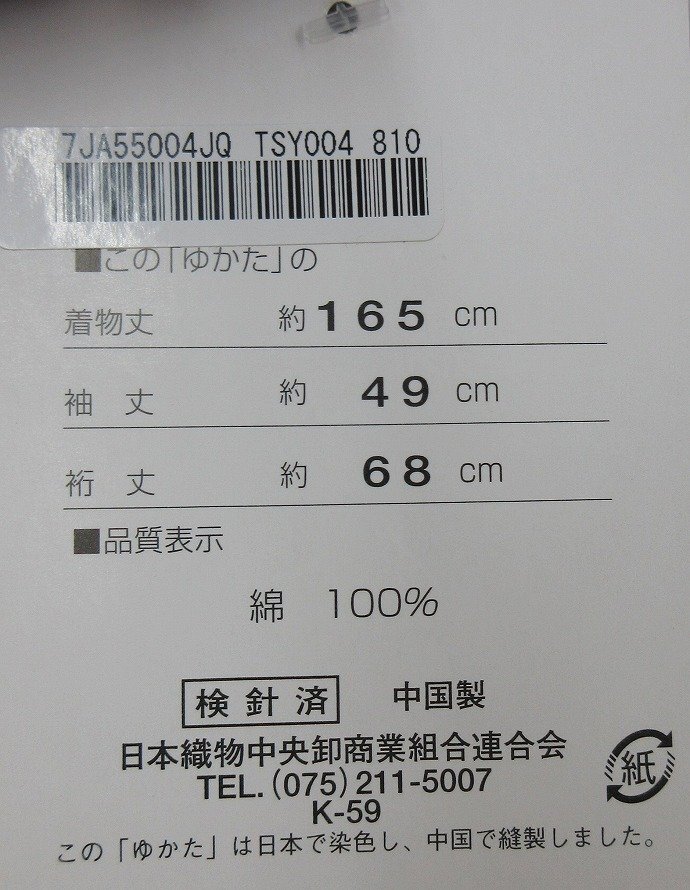 7JA55004JQ TSY004 810
■この「ゆかた」の
着物丈 約165 cm
袖 丈 約 49 cm
裄 丈 約 68 cm
■品質表示
綿 100%
検針済 中国製
日本織物中央卸商業組合連合会
TEL.(075)211-5007
K-59
紙
この「ゆかた」は日本で染色し、中国で縫製しました。